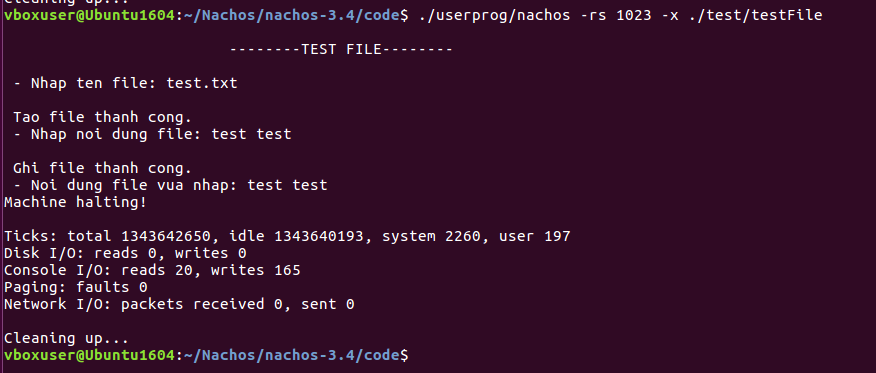 Cleaning up...
vboxuser@Ubuntu1604:~/Nachos/nachos-3.4/code$ ./userprog/nachos -rs 1023 -x ./test/testFile
--------TEST FILE--------
- Nhap ten file: test.txt
Tao file thanh cong.
- Nhap noi dung file: test test
Ghi file thanh cong.
- Noi dung file vua nhap: test test
Machine halting!
Ticks: total 1343642650, idle 1343640193, system 2260, user 197
Disk I/O: reads 0, writes 0
Console I/O: reads 20, writes 165
Paging: faults 0
Network I/O: packets received 0, sent 0
Cleaning up...
vboxuser@Ubuntu1604:~/Nachos/nachos-3.4/code$